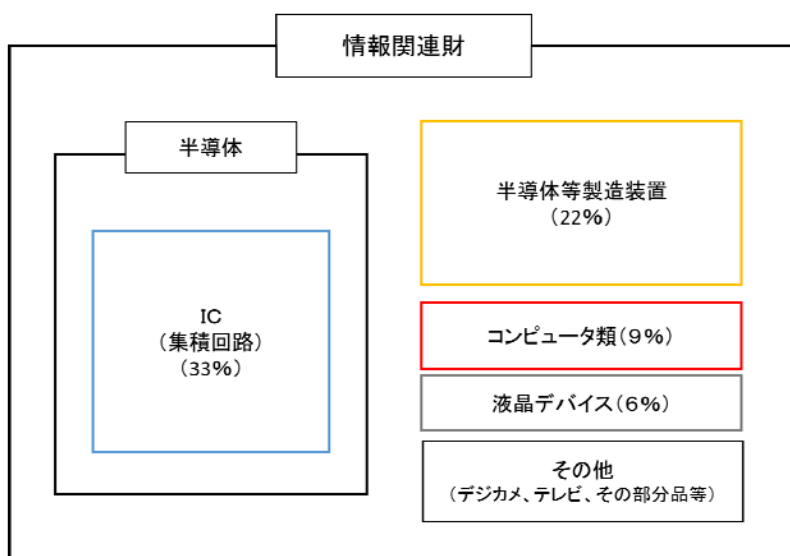 情報関連財
半導体
IC
（集積回路）
（33%）
半導体等製造装置
（22%）
コンピュータ類（９％）
液晶デバイス（６％）
その他
（デジカメ、テレビ、その部分品等）